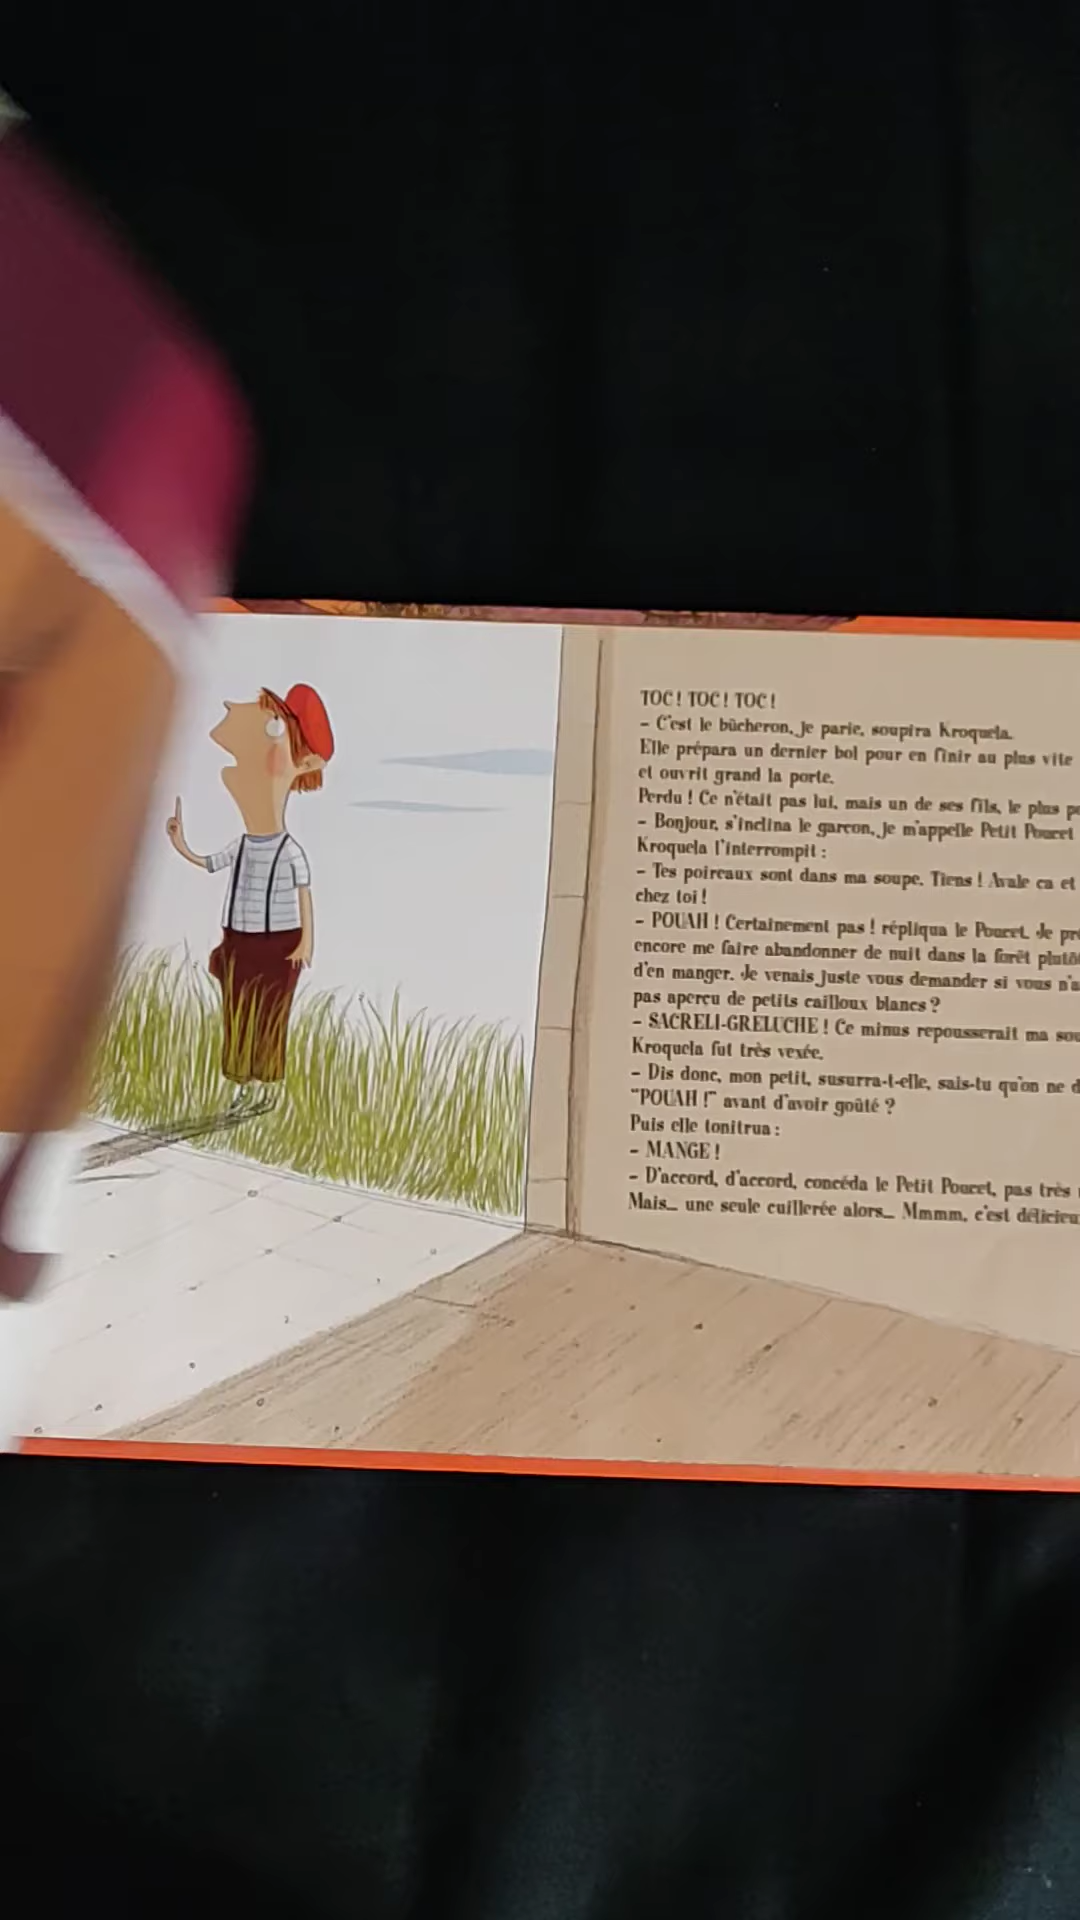 TOC ! TOC ! TOC !
– C'est le bûcheron, je parie, soupira Kroquela.
Elle prépara un dernier bol pour en finir au plus vite
et ouvrit grand la porte.
Perdu ! Ce n'était pas lui, mais un de ses fils, le plus
– Bonjour, s'inclina le garçon, je m'appelle Petit Poucet
Kroquela l'interrompit :
– Tes poireaux sont dans ma soupe. Tiens ! Avale ça et
chez toi !
– POUAH ! Certainement pas ! répliqua le Poucet. Je
encore me faire abandonner de nuit dans la forêt
d'en manger. Je venais juste vous demander si vous
pas aperçu de petits cailloux blancs ?
– SACRELI-GRELUCHE ! Ce minus repousserait ma
Kroquela fut très vexée.
– Dis donc, mon petit, susurra-t-elle, sais-tu qu'on ne
"POUAH !" avant d'avoir goûté ?
Puis elle tonitrua :
– MANGE !
– D'accord, d'accord, concéda le Petit Poucet, pas très
Mais... une seule cuillerée alors... Mmmm, c'est